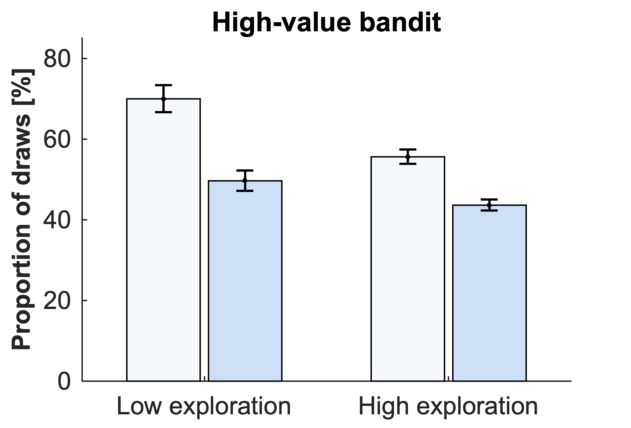 High-value bandit
Proportion of draws [%]
80
60
40
20
0
Low exploration
High exploration